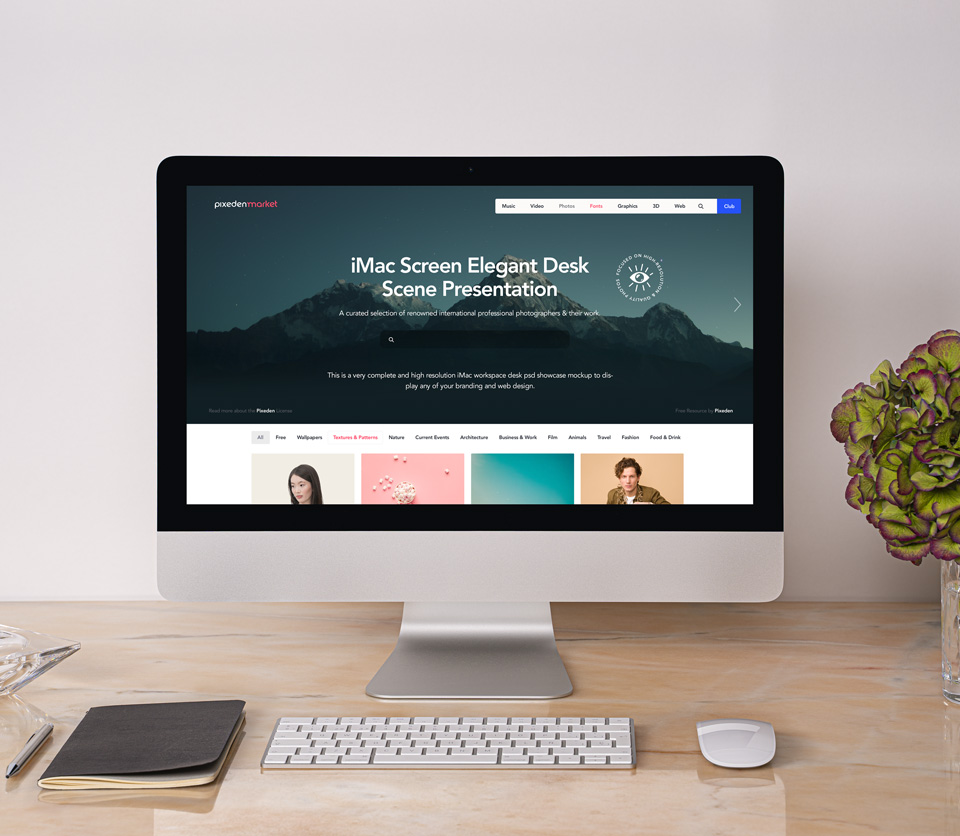 pixeden market
Music Video Photos Fonts Graphics 3D Web Club
iMac Screen Elegant Desk
Scene Presentation
FOCUSED ON HIGH-RESOLUTION & QUALITY PHOTOS
A curated selection of renowned international professional photographers & their work
This is a very complete and high resolution iMac workspace desk psd showcase mockup to dis-
play any of your branding and web design.
Read more about the Pixeden License
Free Resource by Pixeden
All Free Wallpapers Textures & Patterns Nature Current Events Architecture Business & Work Film Animals Travel Fashion Food & Drink